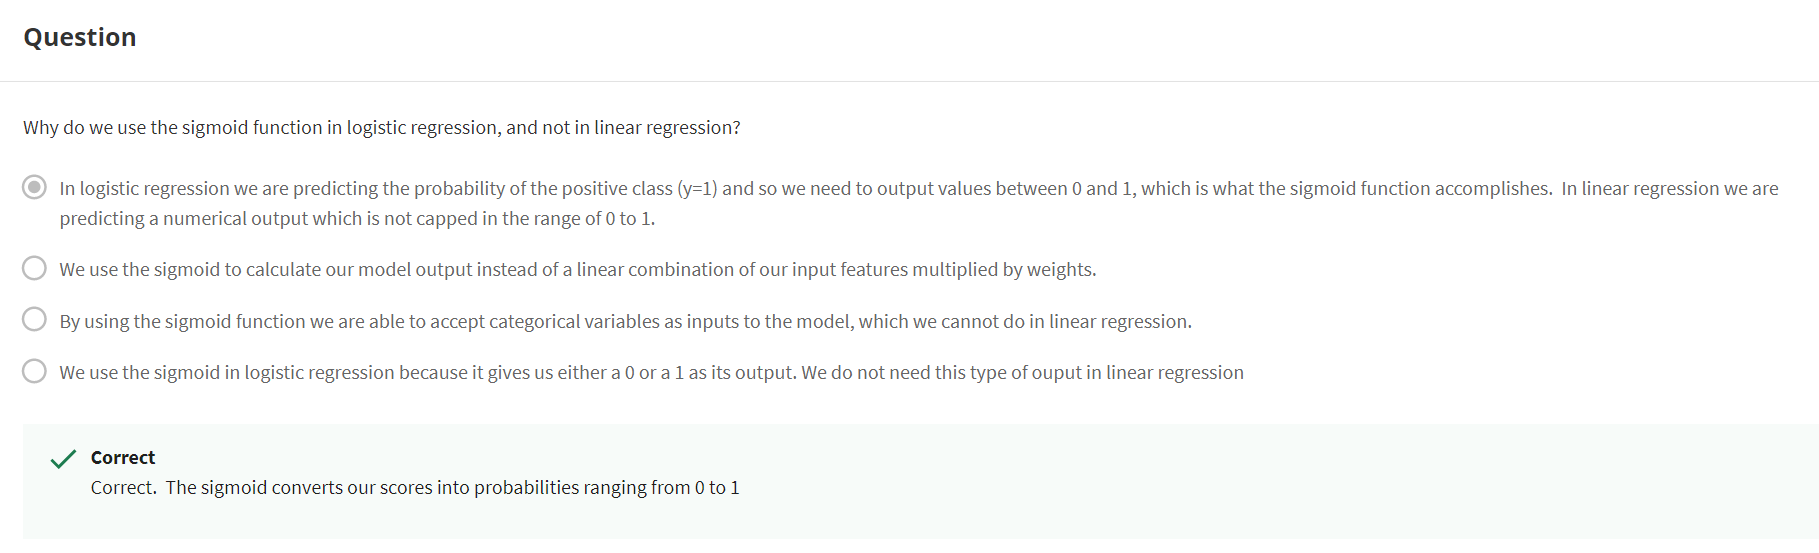 Question
Why do we use the sigmoid function in logistic regression, and not in linear regression?
In logistic regression we are predicting the probability of the positive class (y=1) and so we need to output values between 0 and 1, which is what the sigmoid function accomplishes.  In linear regression we are
predicting a numerical output which is not capped in the range of 0 to 1.
We use the sigmoid to calculate our model output instead of a linear combination of our input features multiplied by weights.
By using the sigmoid function we are able to accept categorical variables as inputs to the model, which we cannot do in linear regression.
We use the sigmoid in logistic regression because it gives us either a 0 or a 1 as its output. We do not need this type of ouput in linear regression
Correct
Correct.  The sigmoid converts our scores into probabilities ranging from 0 to 1